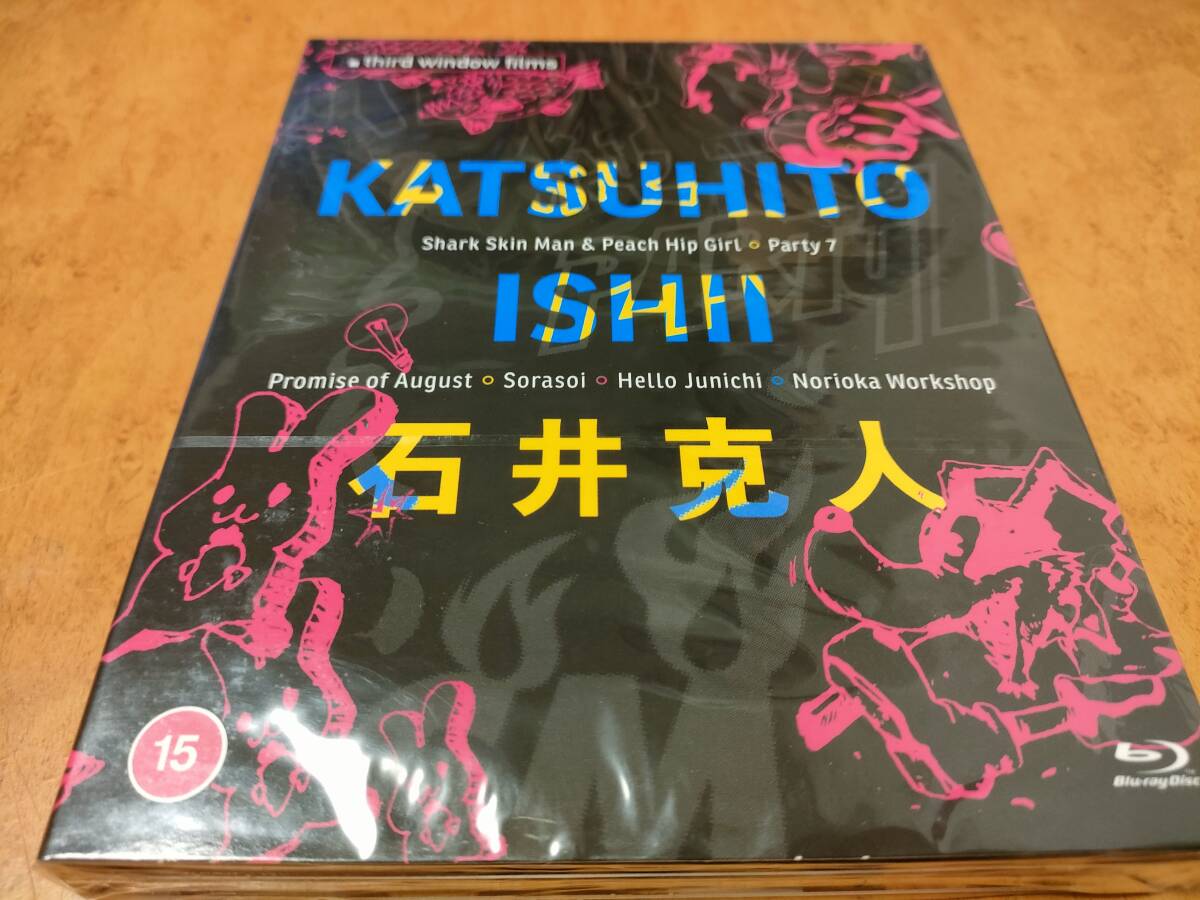 third window films
KATSUHITO
Shark Skin Man & Peach Hip Girl ○ Party 7
ISHII
Promise of August ○ Sorasoi ○ Hello Junichi ○ Norioka Workshop
石井克人
15
Blu-ray Disc